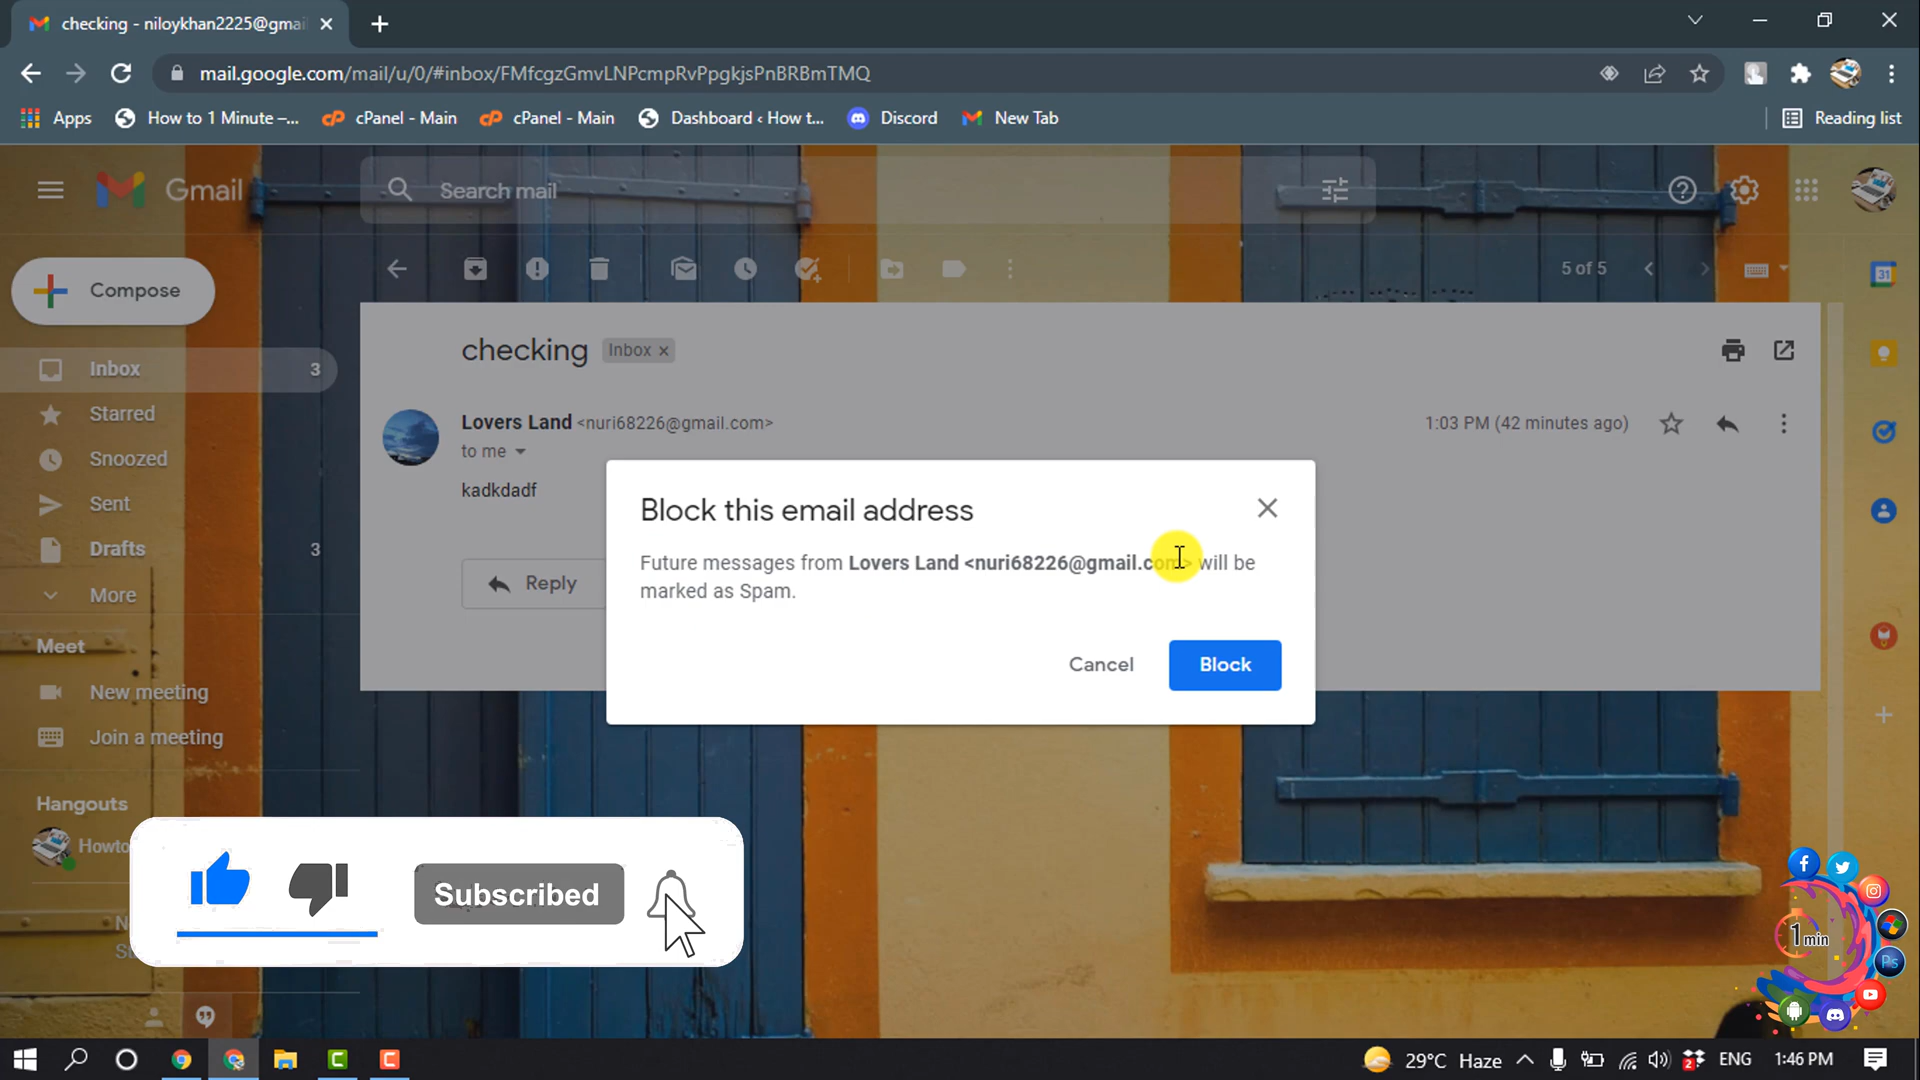 checking - niloykhan2225@gmai
mail.google.com/mail/u/0/#inbox/FMfcgzGmvLNPcmpRvPpgkjsPnBRBmTMQ
Apps How to 1 Minute –... cPanel - Main cPanel - Main Dashboard ‹ How t... Discord New Tab Reading list
Gmail Search mail
Compose 5 of 5 31
Inbox 3
Starred
Snoozed
Sent
Drafts 3
More
Meet
New meeting
Join a meeting
Hangouts
Howto
checking Inbox ×
Lovers Land <nuri68226@gmail.com> 1:03 PM (42 minutes ago)
to me
kadkdadf
Reply
Block this email address
Future messages from Lovers Land <nuri68226@gmail.com> will be
marked as Spam.
Cancel Block
Subscribed
1 min
Ps
29°C Haze 2 ENG 1:46 PM